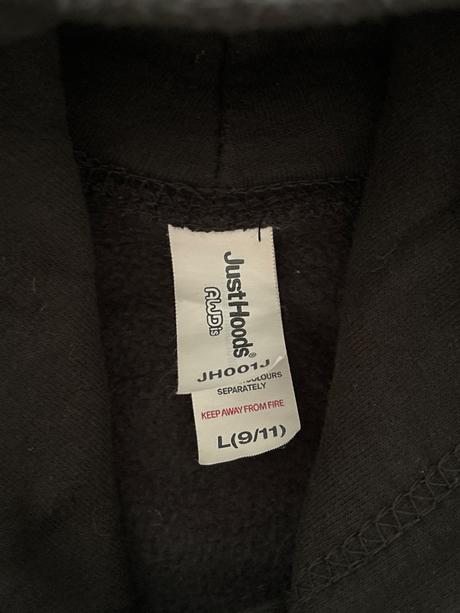 JustHoods®
AWDis
JH001J
COLOURS
SEPARATELY
KEEP AWAY FROM FIRE
L(9/11)